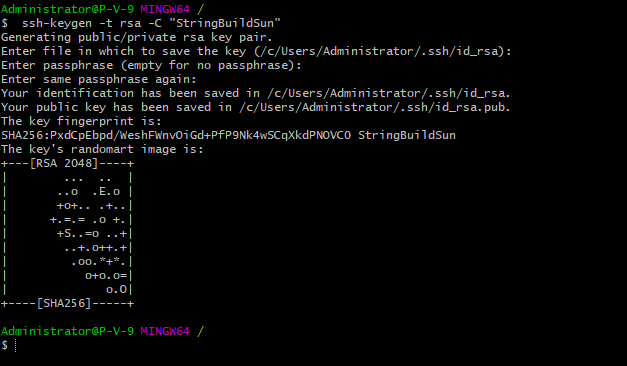 Administrator@P-V-9 MINGW64 /
$  ssh-keygen -t rsa -C "StringBuildSun"
Generating public/private rsa key pair.
Enter file in which to save the key (/c/Users/Administrator/.ssh/id_rsa):
Enter passphrase (empty for no passphrase):
Enter same passphrase again:
Your identification has been saved in /c/Users/Administrator/.ssh/id_rsa.
Your public key has been saved in /c/Users/Administrator/.ssh/id_rsa.pub.
The key fingerprint is:
SHA256:PxdCpEbpd/WeshFWnvOiGd+PfP9Nk4wSCqXkdPNOVC0 StringBuildSun
The key's randomart image is:
+---[RSA 2048]----+
|        ... ..  |
|       ..o  .E.o |
|       +o+.. .+..|
|      +.=.= .o +.|
|       +S..=o ..+|
|        ..+.o++.+|
|         .oo.*+*.|
|           o+o.o=|
|              o.O|
+----[SHA256]-----+
Administrator@P-V-9 MINGW64 /
$